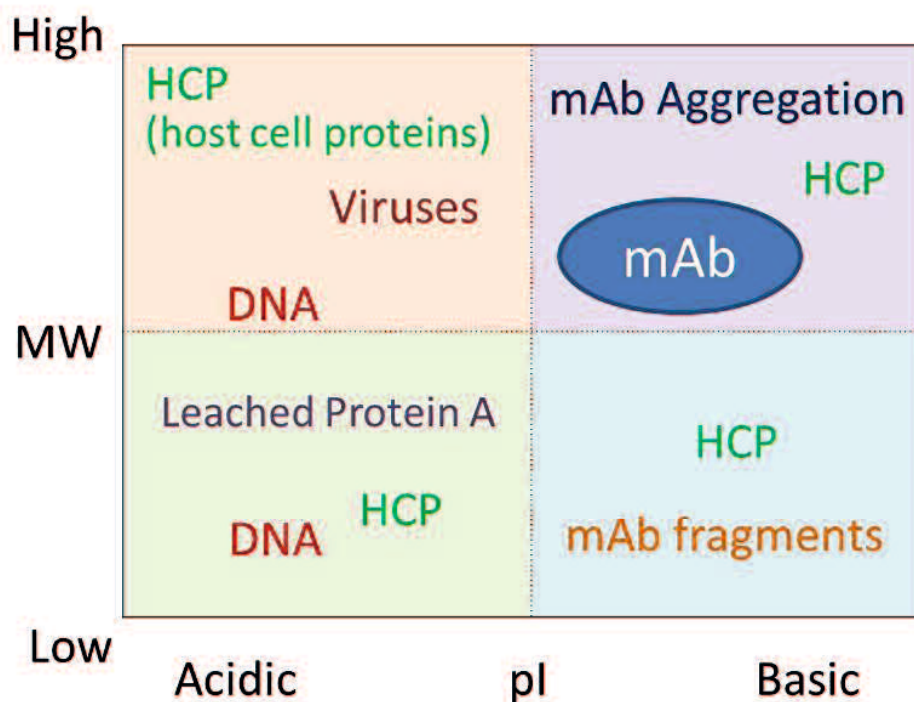 High
HCP
(host cell proteins)
Viruses
DNA
mAb Aggregation
HCP
mAb
MW
Leached Protein A
HCP
DNA
HCP
mAb fragments
Low
Acidic
pI
Basic